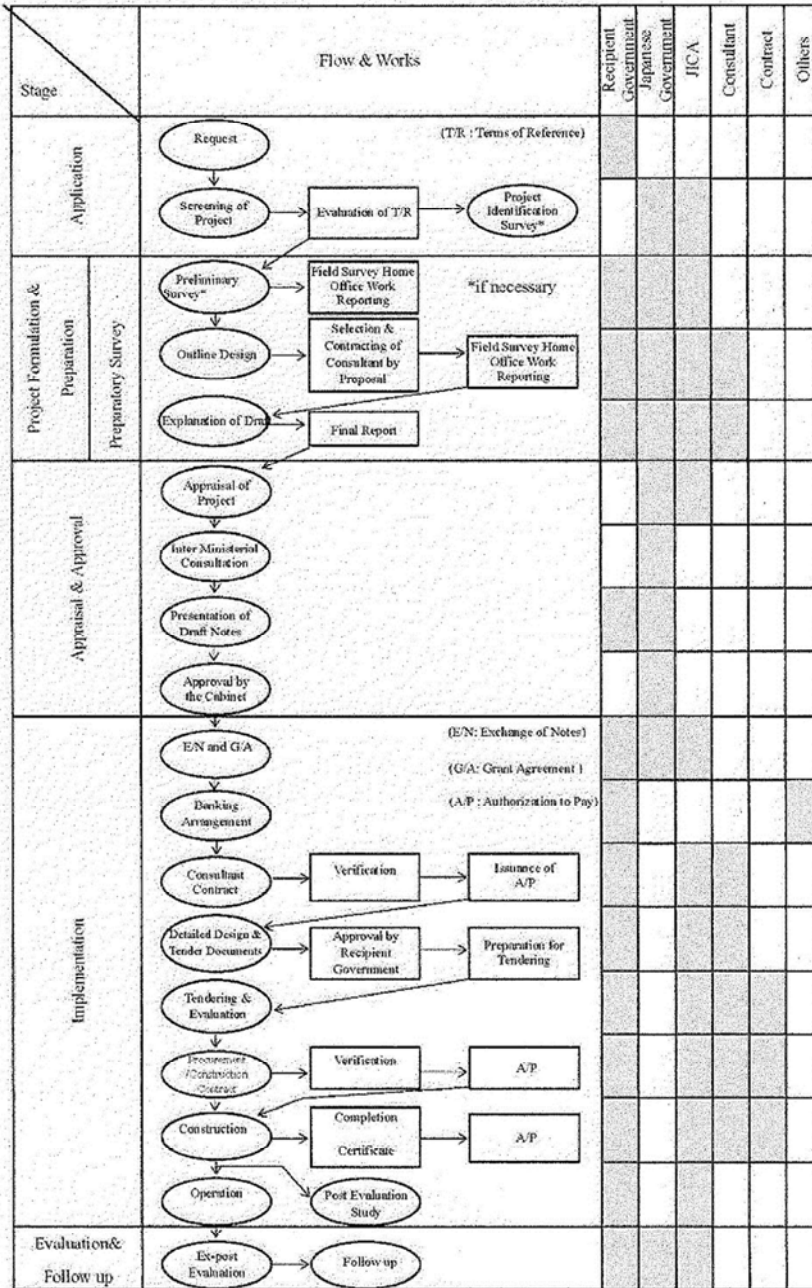 Stage
Flow & Works
Recipient
Government
Japanese
Government
JICA
Consultant
Contract
Others
Application
Request
(T/R : Terms of Reference)
Screening of
Project
Evaluation of T/R
Project
Identification
Survey*
Project Formulation &
Preparation
Preparatory Survey
Preliminary
Survey*
Field Survey Home
Office Work
Reporting
*if necessary
Outline Design
Selection &
Contracting of
Consultant by
Proposal
Field Survey Home
Office Work
Reporting
Explanation of Draft
Final Report
Appraisal & Approval
Appraisal of
Project
Inter Ministerial
Consultation
Presentation of
Draft Notes
Approval by
the Cabinet
Implementation
E/N and G/A
(E/N: Exchange of Notes)
(G/A: Grant Agreement )
(A/P : Authorization to Pay)
Banking
Arrangement
Consultant
Contract
Verification
Issuance of
A/P
Detailed Design &
Tender Documents
Approval by
Recipient
Government
Preparation for
Tendering
Tendering &
Evaluation
Procurement
/Construction
Contract
Verification
A/P
Construction
Completion
Certificate
A/P
Operation
Post Evaluation
Study
Evaluation&
Follow up
Ex-post
Evaluation
Follow up